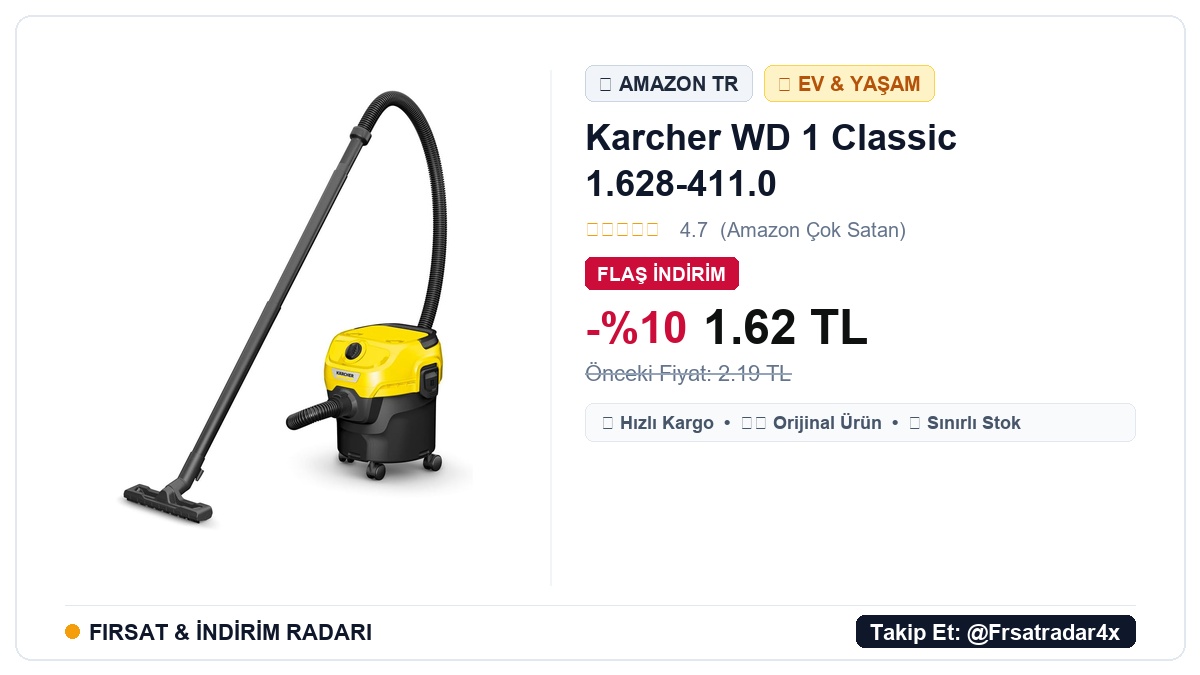 AMAZON TR
EV & YAŞAM
Karcher WD 1 Classic
1.628-411.0
4.7 (Amazon Çok Satan)
FLAŞ İNDİRİM
-%10 1.62 TL
Önceki Fiyat: 2.19 TL
Hızlı Kargo • Orijinal Ürün • Sınırlı Stok
KARCHER
FIRSAT & İNDİRİM RADARI
Takip Et: @Frsatradar4x